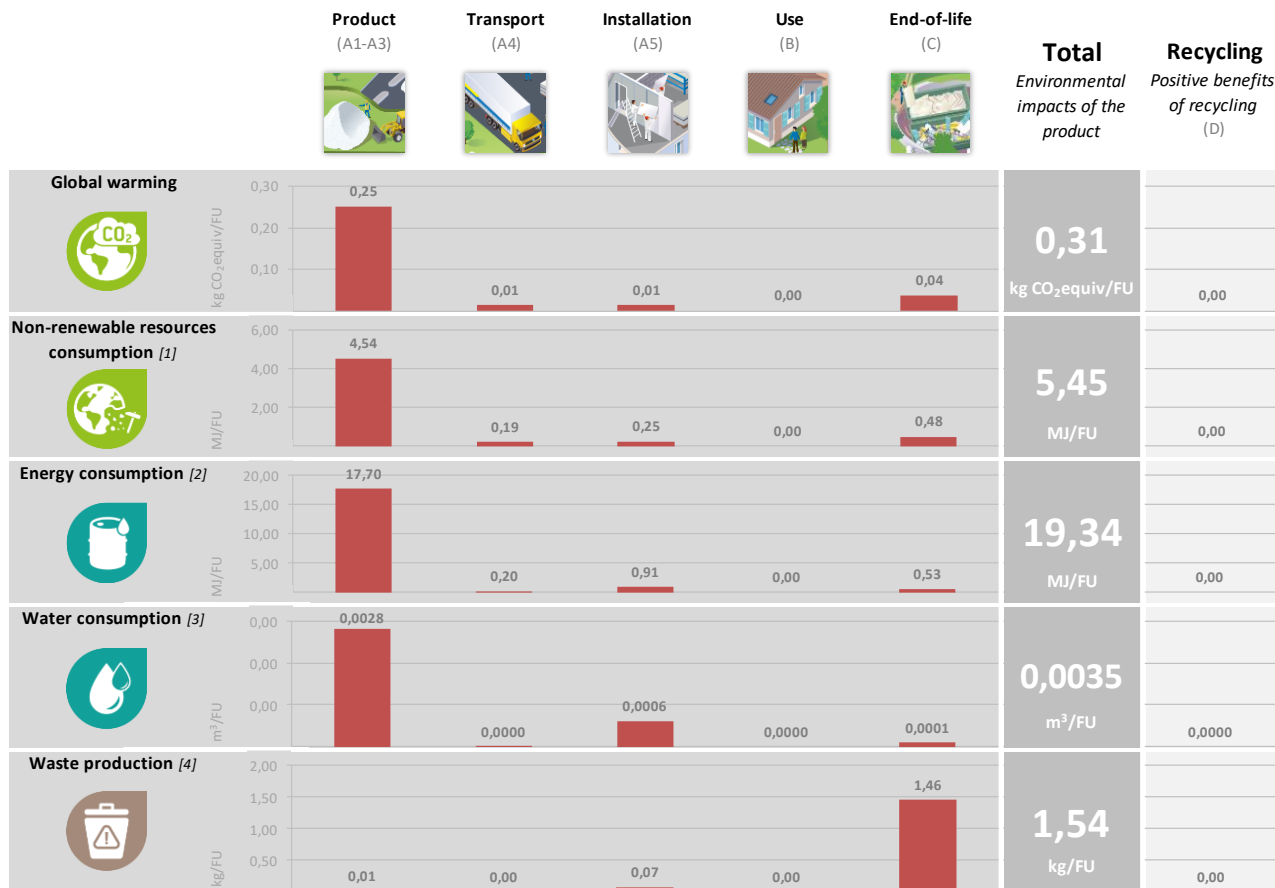 Product
(A1-A3)
Transport
(A4)
Installation
(A5)
Use
(B)
End-of-life
(C)
Total
Environmental
impacts of the
product
Recycling
Positive benefits
of recycling
(D)
Global warming
CO2
kg CO2equiv/FU
0,30
0,20
0,10
0,25
0,01
0,01
0,00
0,04
0,31
kg CO2equiv/FU
0,00
Non-renewable resources
consumption [1]
MJ/FU
6,00
4,00
2,00
4,54
0,19
0,25
0,00
0,48
5,45
MJ/FU
0,00
Energy consumption [2]
MJ/FU
20,00
15,00
10,00
5,00
17,70
0,20
0,91
0,00
0,53
19,34
MJ/FU
0,00
Water consumption [3]
m³/FU
0,00
0,00
0,00
0,0028
0,0000
0,0006
0,0000
0,0001
0,0035
m³/FU
0,0000
Waste production [4]
kg/FU
2,00
1,50
1,00
0,50
0,01
0,00
0,07
0,00
1,46
1,54
kg/FU
0,00